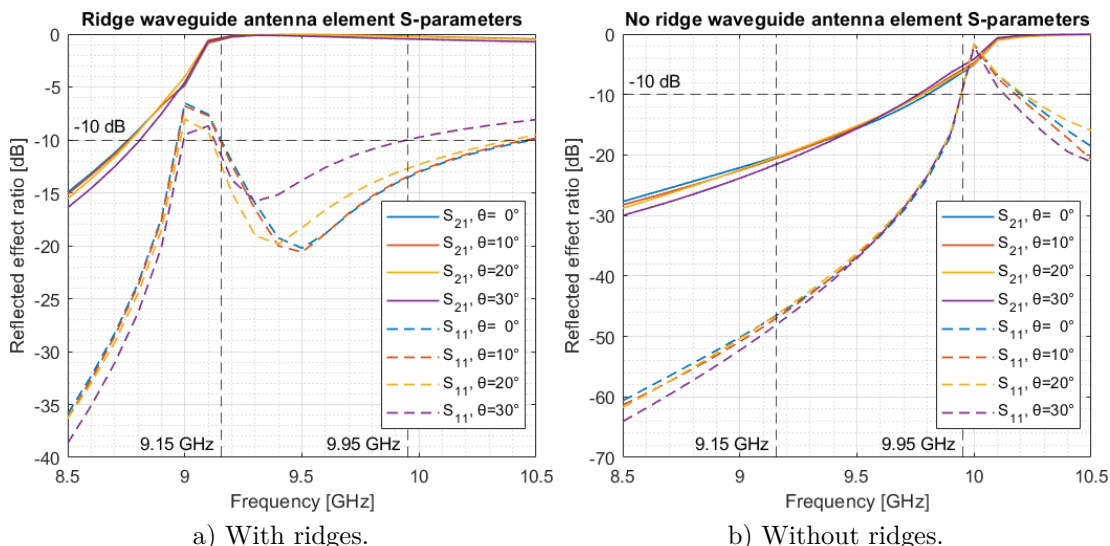 Ridge waveguide antenna element S-parameters
0
-5
-10
-15
-20
-25
-30
-35
-40
Reflected effect ratio [dB]
-10 dB
S21, θ= 0°
S21, θ=10°
S21, θ=20°
S21, θ=30°
S11, θ= 0°
S11, θ=10°
S11, θ=20°
S11, θ=30°
9.15 GHz
9.95 GHz
8.5
9
9.5
10
10.5
Frequency [GHz]
a) With ridges.
No ridge waveguide antenna element S-parameters
0
-10
-20
-30
-40
-50
-60
-70
Reflected effect ratio [dB]
-10 dB
S21, θ= 0°
S21, θ=10°
S21, θ=20°
S21, θ=30°
S11, θ= 0°
S11, θ=10°
S11, θ=20°
S11, θ=30°
9.15 GHz
9.95 GHz
8.5
9
9.5
10
10.5
Frequency [GHz]
b) Without ridges.